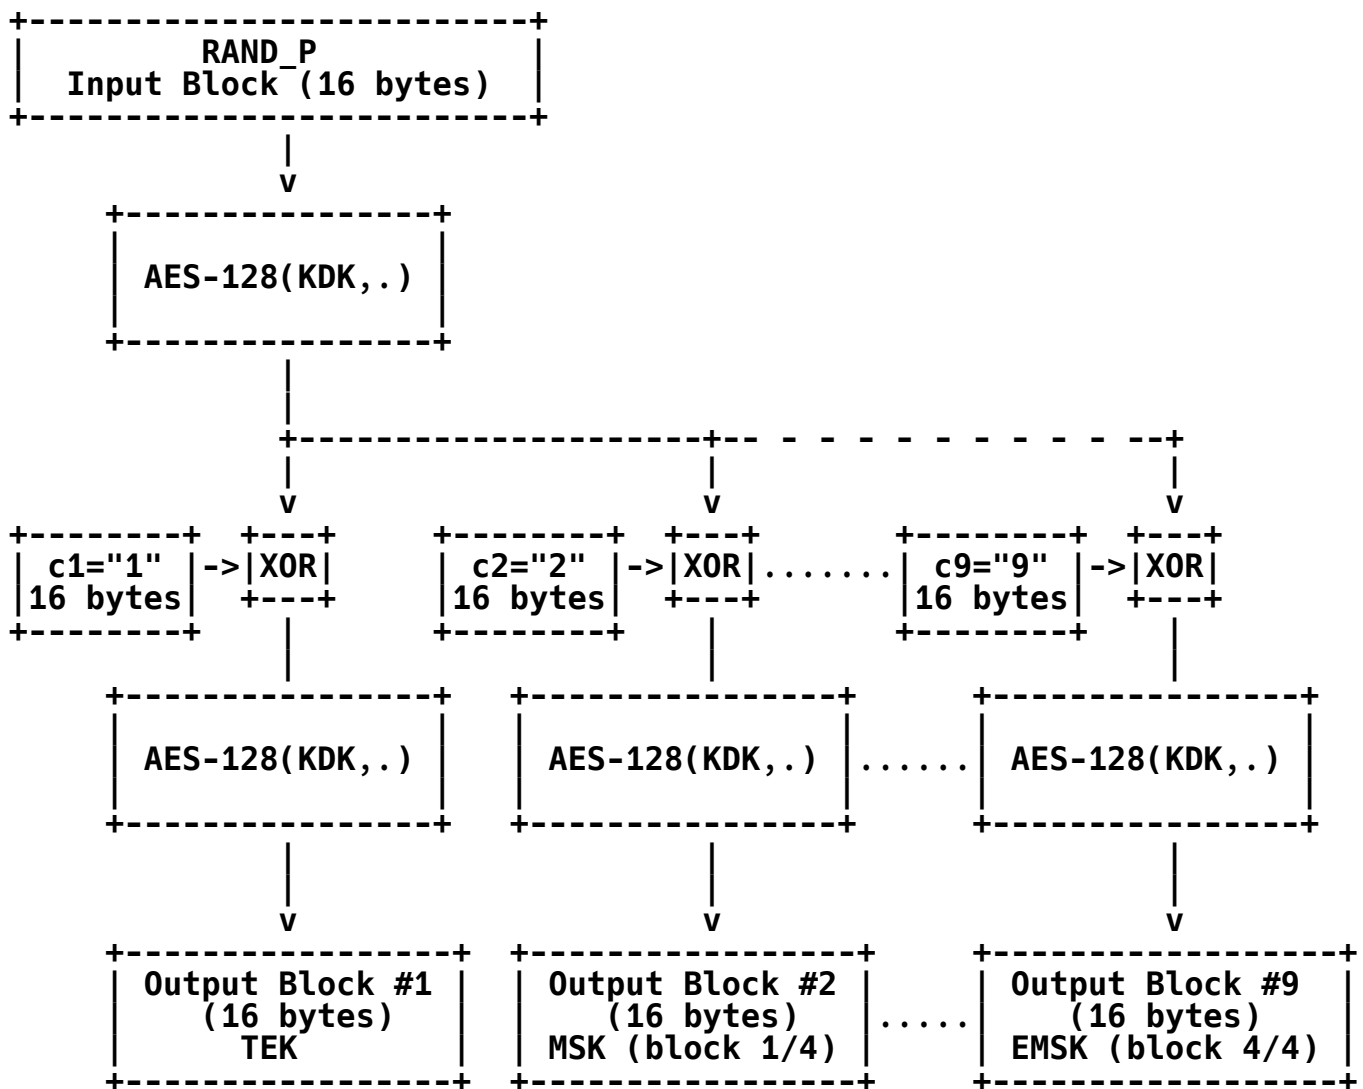 RAND_P
Input Block (16 bytes)
AES-128(KDK,.)
c1="1" ->|XOR| c2="2" ->|XOR|.......| c9="9" ->|XOR|
16 bytes 16 bytes 16 bytes
AES-128(KDK,.) AES-128(KDK,.) ...... AES-128(KDK,.)
Output Block #1 Output Block #2 Output Block #9
(16 bytes) (16 bytes) ..... (16 bytes)
TEK MSK (block 1/4) EMSK (block 4/4)